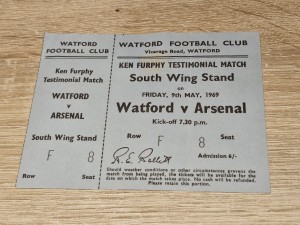 WATFORD
FOOTBALL CLUB
Ken Furphy
Testimonial Match
WATFORD
v
ARSENAL
South Wing Stand
F 8
Row Seat
WATFORD FOOTBALL CLUB
Vicarage Road, WATFORD
KEN FURPHY TESTIMONIAL MATCH
South Wing Stand
on
FRIDAY, 9th MAY, 1969
Watford v Arsenal
Kick-off 7.30 p.m.
Row F 8 Seat
Admission 6/-
Should weather conditions or other circumstances prevent the
match from being played, the tickets will be available for the
date on which the match takes place. No cash will be refunded.
Please retain this portion.